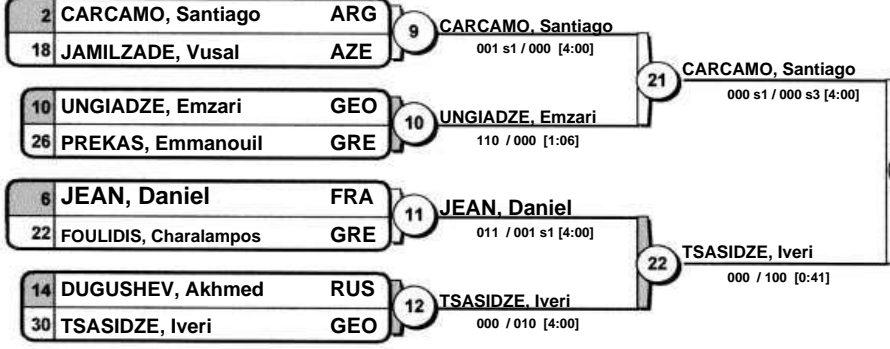 2 CARCAMO, Santiago ARG
18 JAMILZADE, Vusal AZE
9 CARCAMO, Santiago
001 s1 / 000 [4:00]
10 UNGIADZE, Emzari GEO
26 PREKAS, Emmanouil GRE
10 UNGIADZE, Emzari
110 / 000 [1:06]
21 CARCAMO, Santiago
000 s1 / 000 s3 [4:00]
6 JEAN, Daniel FRA
22 FOULIDIS, Charalampos GRE
11 JEAN, Daniel
011 / 001 s1 [4:00]
14 DUGUSHEV, Akhmed RUS
30 TSASIDZE, Iveri GEO
12 TSASIDZE, Iveri
000 / 010 [4:00]
22 TSASIDZE, Iveri
000 / 100 [0:41]